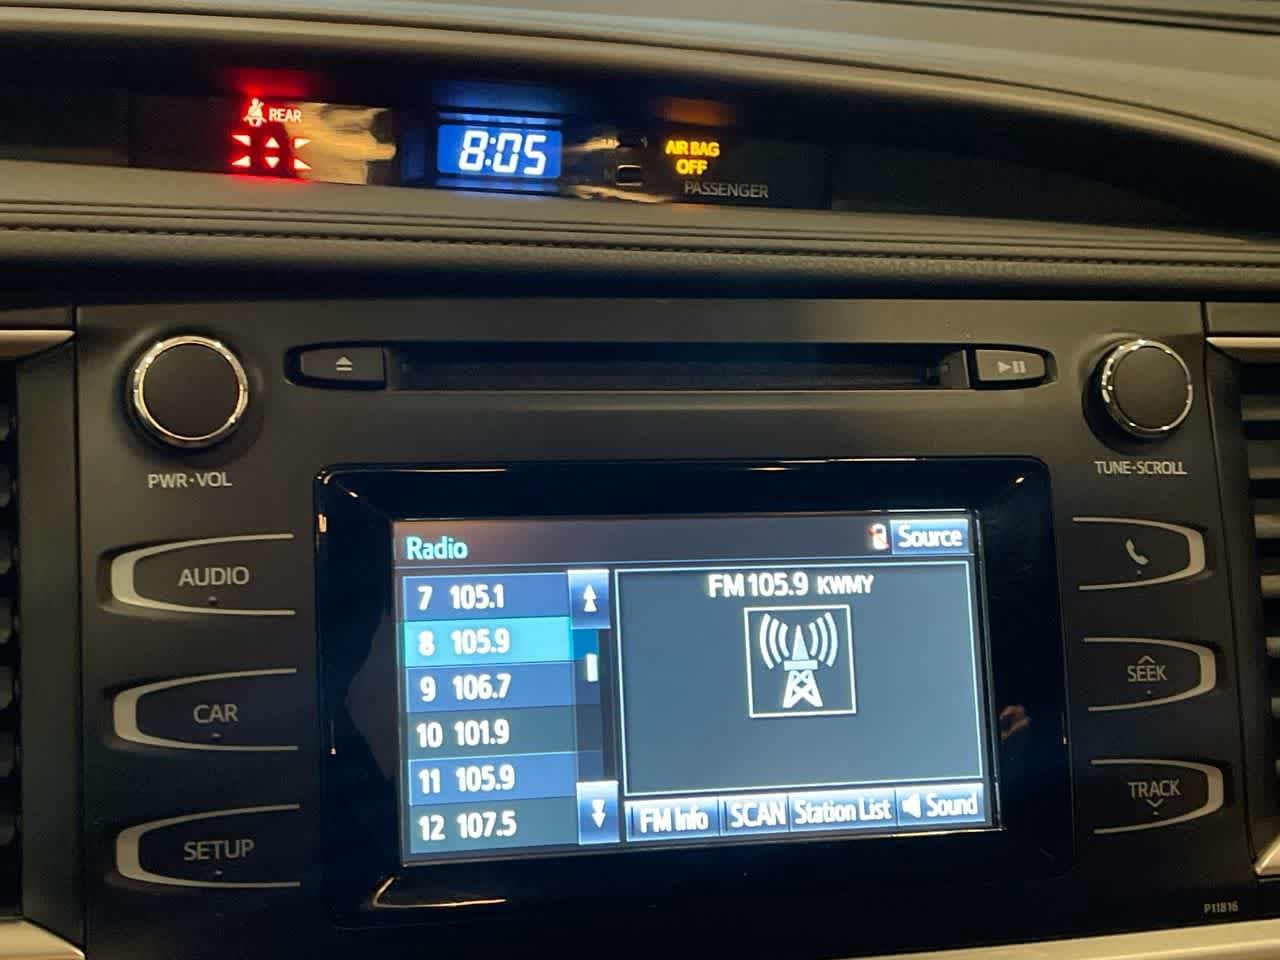 REAR
8:05
AIR BAG
OFF
PASSENGER
PWR·VOL
TUNE·SCROLL
AUDIO
CAR
SETUP
Radio
Source
7 105.1
8 105.9
9 106.7
10 101.9
11 105.9
12 107.5
FM 105.9 KWMY
FM Info
SCAN
Station List
Sound
SEEK
TRACK
P11816